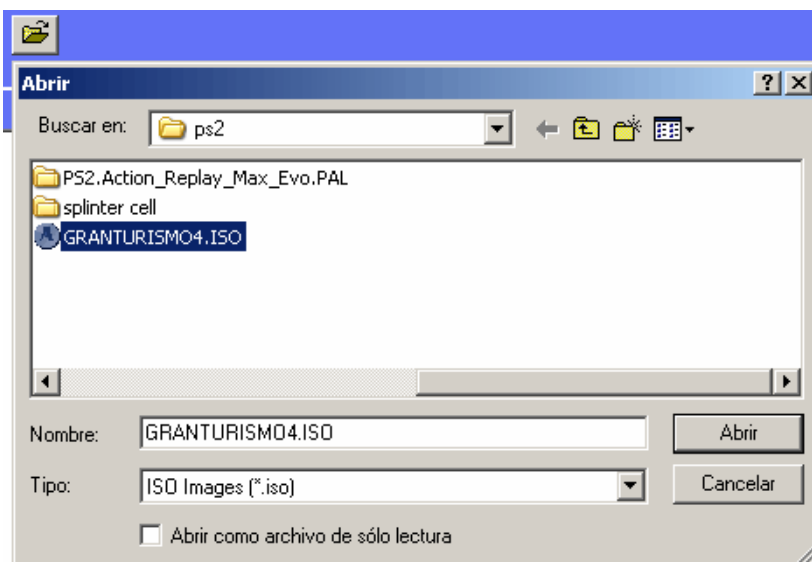 Abrir
Buscar en: ps2
PS2.Action_Replay_Max_Evo.PAL
splinter cell
GRANTURISMO4.ISO
Nombre: GRANTURISMO4.ISO Abrir
Tipo: ISO Images (*.iso) Cancelar
Abrir como archivo de sólo lectura